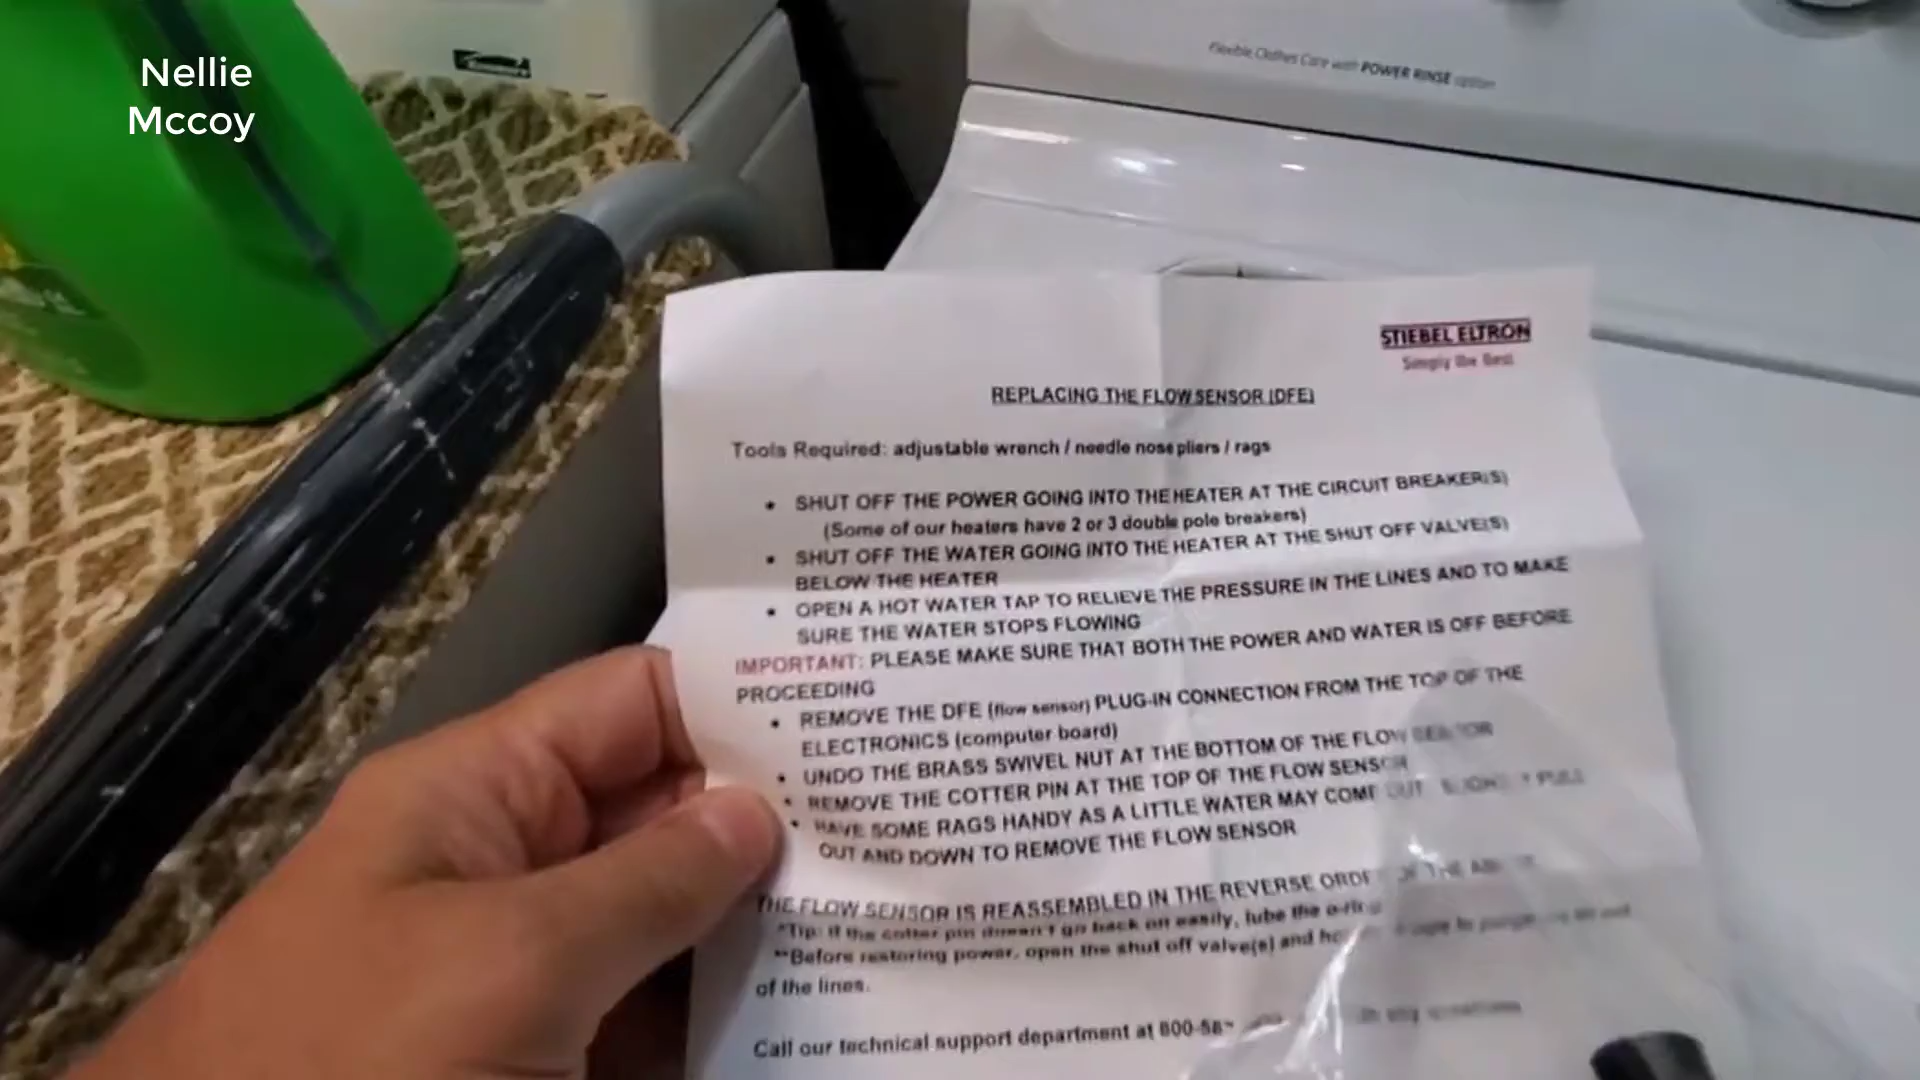 Nellie
Mccoy
Flexible Clothes Care with POWER RINSE option
STIEBEL ELTRON
Simply the Best
REPLACING THE FLOW SENSOR (DFE)
Tools Required: adjustable wrench / needle nose pliers / rags
• SHUT OFF THE POWER GOING INTO THE HEATER AT THE CIRCUIT BREAKER(S)
(Some of our heaters have 2 or 3 double pole breakers)
• SHUT OFF THE WATER GOING INTO THE HEATER AT THE SHUT OFF VALVE(S)
BELOW THE HEATER
• OPEN A HOT WATER TAP TO RELIEVE THE PRESSURE IN THE LINES AND TO MAKE
SURE THE WATER STOPS FLOWING
IMPORTANT: PLEASE MAKE SURE THAT BOTH THE POWER AND WATER IS OFF BEFORE
PROCEEDING
• REMOVE THE DFE (flow sensor) PLUG-IN CONNECTION FROM THE TOP OF THE
ELECTRONICS (computer board)
• UNDO THE BRASS SWIVEL NUT AT THE BOTTOM OF THE FLOW SENSOR
• REMOVE THE COTTER PIN AT THE TOP OF THE FLOW SENSOR
• HAVE SOME RAGS HANDY AS A LITTLE WATER MAY COME OUT. SLIGHTLY PULL
OUT AND DOWN TO REMOVE THE FLOW SENSOR
THE FLOW SENSOR IS REASSEMBLED IN THE REVERSE ORDER OF THE ABOVE
*Tip: if the cotter pin doesn't go back on easily, lube the o-ring
**Before restoring power, open the shut off valve(s) and
of the lines.
Call our technical support department at 800-58